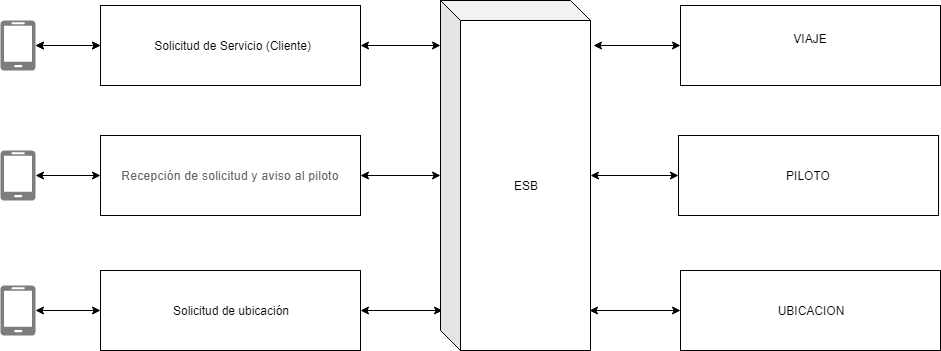 Solicitud de Servicio (Cliente)
VIAJE
Recepción de solicitud y aviso al piloto
ESB
PILOTO
Solicitud de ubicación
UBICACION